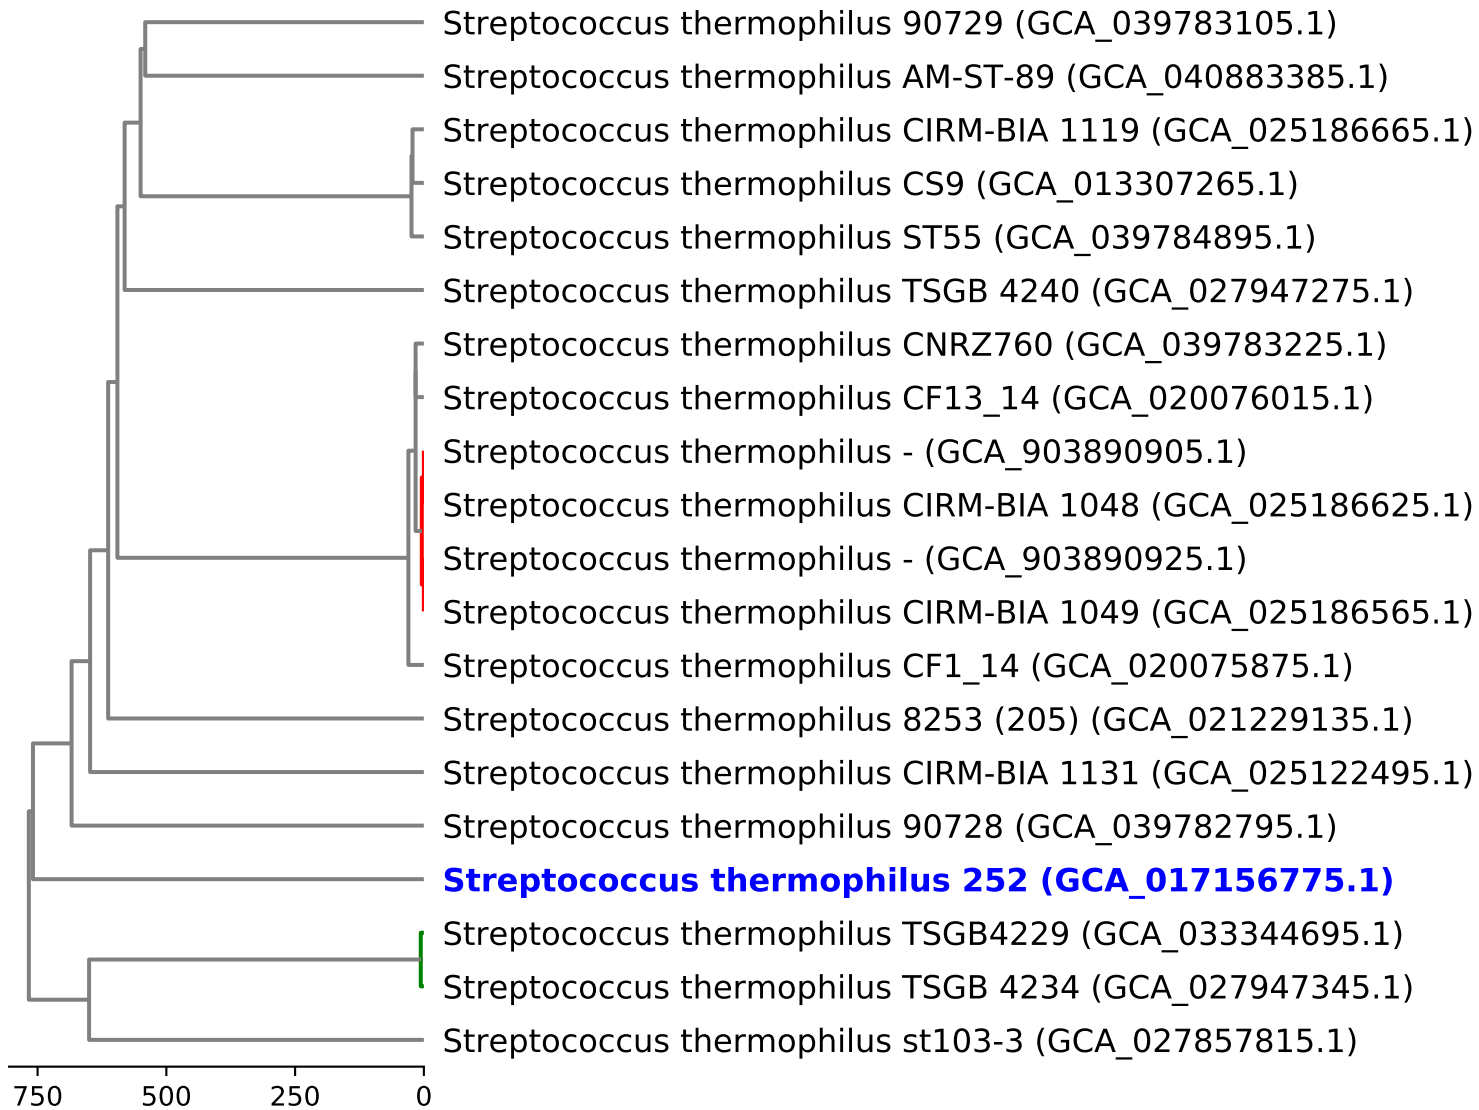 Streptococcus thermophilus 90729 (GCA_039783105.1)
Streptococcus thermophilus AM-ST-89 (GCA_040883385.1)
Streptococcus thermophilus CIRM-BIA 1119 (GCA_025186665.1)
Streptococcus thermophilus CS9 (GCA_013307265.1)
Streptococcus thermophilus ST55 (GCA_039784895.1)
Streptococcus thermophilus TSGB 4240 (GCA_027947275.1)
Streptococcus thermophilus CNRZ760 (GCA_039783225.1)
Streptococcus thermophilus CF13_14 (GCA_020076015.1)
Streptococcus thermophilus - (GCA_903890905.1)
Streptococcus thermophilus CIRM-BIA 1048 (GCA_025186625.1)
Streptococcus thermophilus - (GCA_903890925.1)
Streptococcus thermophilus CIRM-BIA 1049 (GCA_025186565.1)
Streptococcus thermophilus CF1_14 (GCA_020075875.1)
Streptococcus thermophilus 8253 (205) (GCA_021229135.1)
Streptococcus thermophilus CIRM-BIA 1131 (GCA_025122495.1)
Streptococcus thermophilus 90728 (GCA_039782795.1)
Streptococcus thermophilus 252 (GCA_017156775.1)
Streptococcus thermophilus TSGB4229 (GCA_033344695.1)
Streptococcus thermophilus TSGB 4234 (GCA_027947345.1)
Streptococcus thermophilus st103-3 (GCA_027857815.1)
750 500 250 0